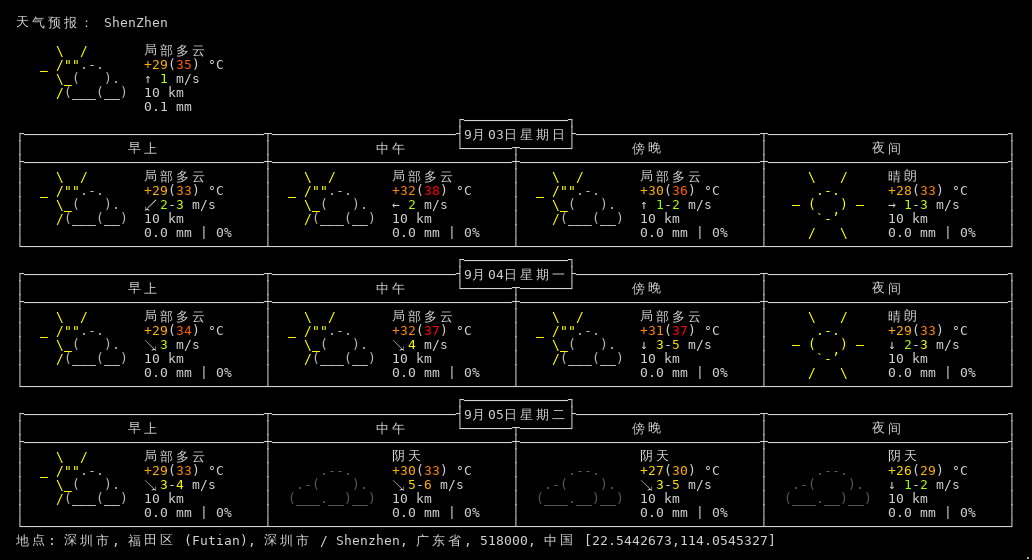 天气预报： ShenZhen
局部多云
+29(35) °C
↑ 1 m/s
10 km
0.1 mm
9月03日星期日
早上 中午 傍晚 夜间
局部多云 局部多云 局部多云 晴朗
+29(33) °C +32(38) °C +30(36) °C +28(33) °C
↙ 2-3 m/s ← 2 m/s ↑ 1-2 m/s → 1-3 m/s
10 km 10 km 10 km 10 km
0.0 mm | 0% 0.0 mm | 0% 0.0 mm | 0% 0.0 mm | 0%
9月04日星期一
早上 中午 傍晚 夜间
局部多云 局部多云 局部多云 晴朗
+29(34) °C +32(37) °C +31(37) °C +29(33) °C
↘ 3 m/s ↘ 4 m/s ↓ 3-5 m/s ↓ 2-3 m/s
10 km 10 km 10 km 10 km
0.0 mm | 0% 0.0 mm | 0% 0.0 mm | 0% 0.0 mm | 0%
9月05日星期二
早上 中午 傍晚 夜间
局部多云 阴天 阴天 阴天
+29(33) °C +30(33) °C +27(30) °C +26(29) °C
↘ 3-4 m/s ↘ 5-6 m/s ↘ 3-5 m/s ↓ 1-2 m/s
10 km 10 km 10 km 10 km
0.0 mm | 0% 0.0 mm | 0% 0.0 mm | 0% 0.0 mm | 0%
地点: 深圳市, 福田区 (Futian), 深圳市 / Shenzhen, 广东省, 518000, 中国 [22.5442673,114.0545327]